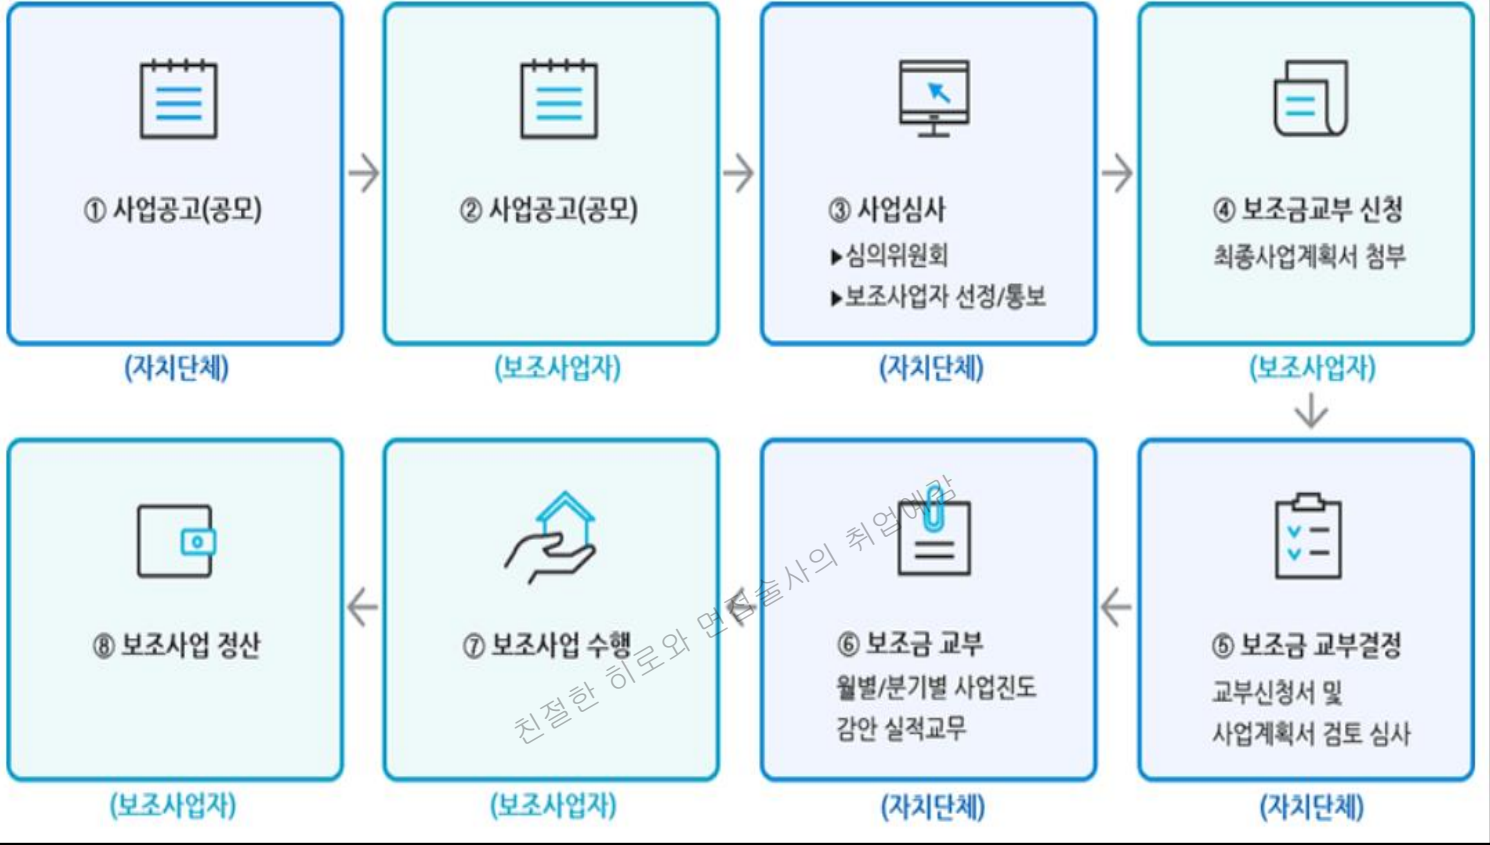 ① 사업공고(공모)
(자치단체)
② 사업공고(공모)
(보조사업자)
③ 사업심사
▶심의위원회
▶보조사업자 선정/통보
(자치단체)
④ 보조금교부 신청
최종사업계획서 첨부
(보조사업자)
⑤ 보조금 교부결정
교부신청서 및
사업계획서 검토 심사
(자치단체)
⑥ 보조금 교부
월별/분기별 사업진도
감안 실적교무
(자치단체)
⑦ 보조사업 수행
(보조사업자)
⑧ 보조사업 정산
(보조사업자)
친절한 히로와 면접술사의 취업예감